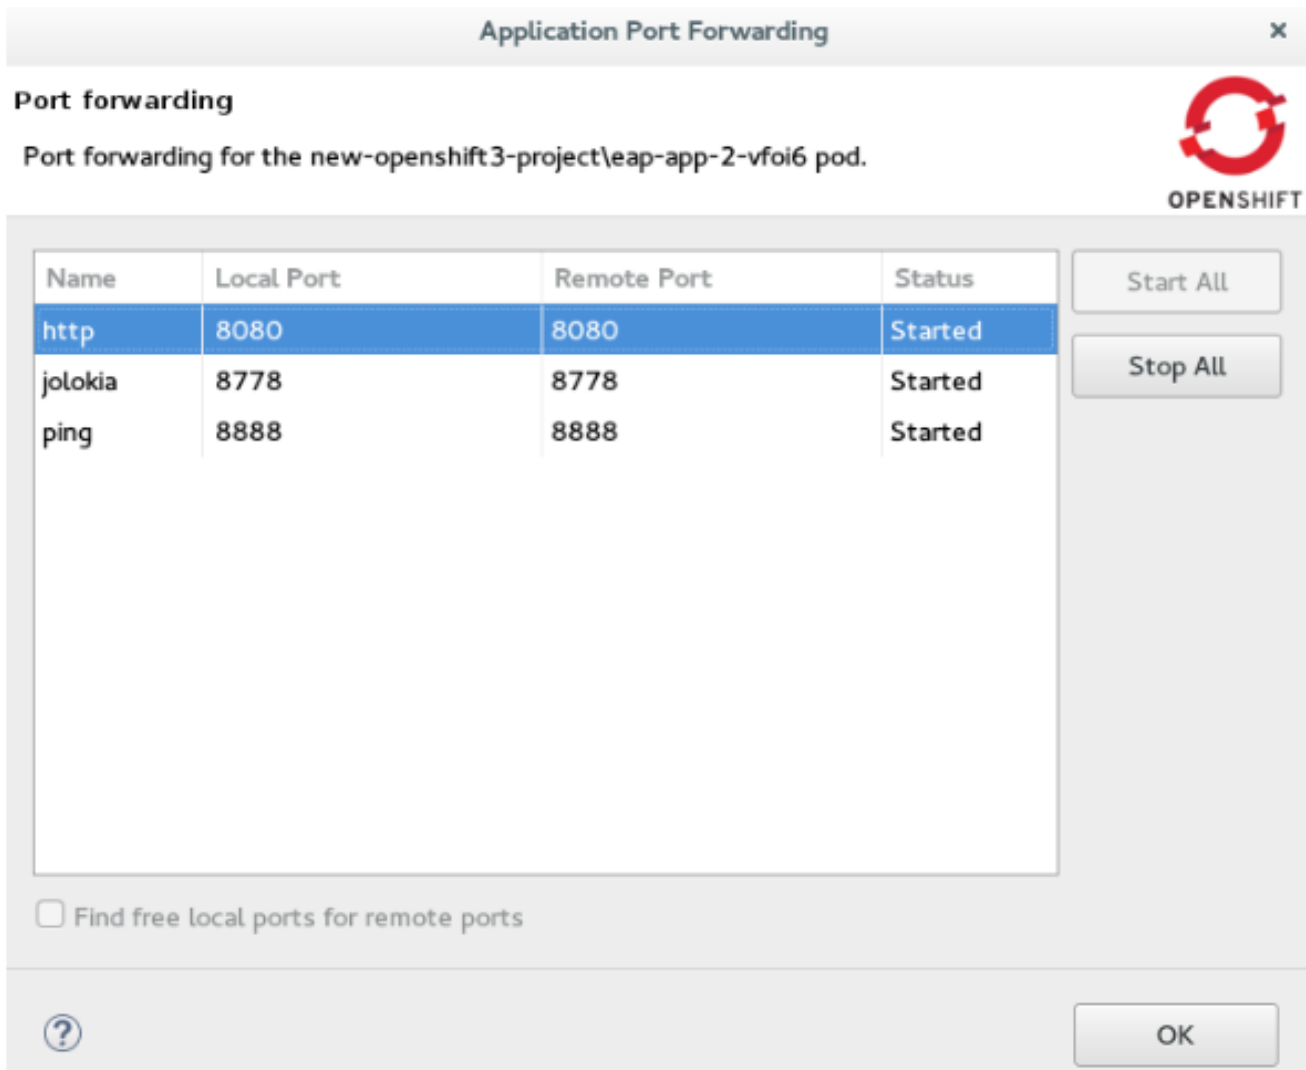 Application Port Forwarding ×
Port forwarding
Port forwarding for the new-openshift3-project\eap-app-2-vfoi6 pod.
OPENSHIFT
Name Local Port Remote Port Status
http 8080 8080 Started
jolokia 8778 8778 Started
ping 8888 8888 Started
Start All
Stop All
Find free local ports for remote ports
?
OK